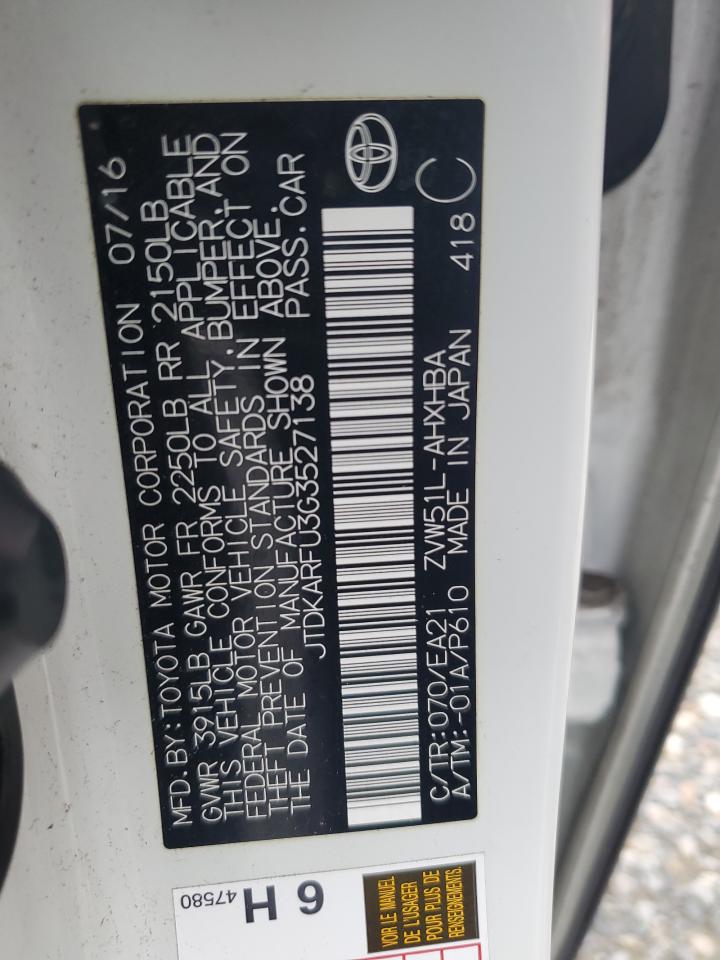 MFD.BY:TOYOTA MOTOR CORPORATION 07/16
GVWR 3915LB GAWR FR 2250LB RR 2150LB
THIS VEHICLE CONFORMS TO ALL APPLICABLE
FEDERAL MOTOR VEHICLE SAFETY,BUMPER,AND
THEFT PREVENTION STANDARDS IN EFFECT ON
THE DATE OF MANUFACTURE SHOWN ABOVE.
JTDKARFU3G3527138 PASS.CAR
C/TR:070/EA21 ZVW51L-AHXHBA
A/TM:-01A/P610 MADE IN JAPAN 418 C
47580
H 6
VOIR LE MANUEL
DE L'USAGER
POUR PLUS DE
RENSEIGNEMENTS.